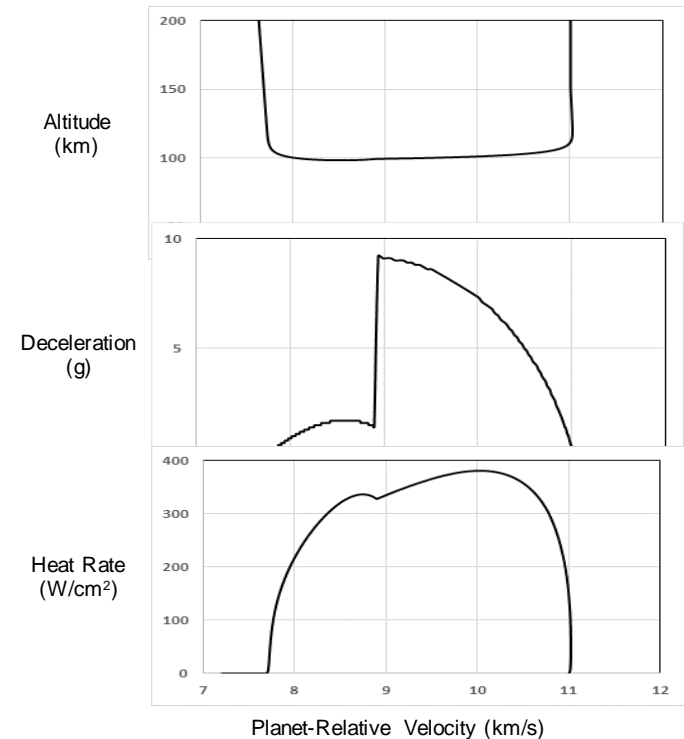 200
150
100
Altitude
(km)
10
5
Deceleration
(g)
400
300
200
100
0
Heat Rate
(W/cm²)
7 8 9 10 11 12
Planet-Relative Velocity (km/s)